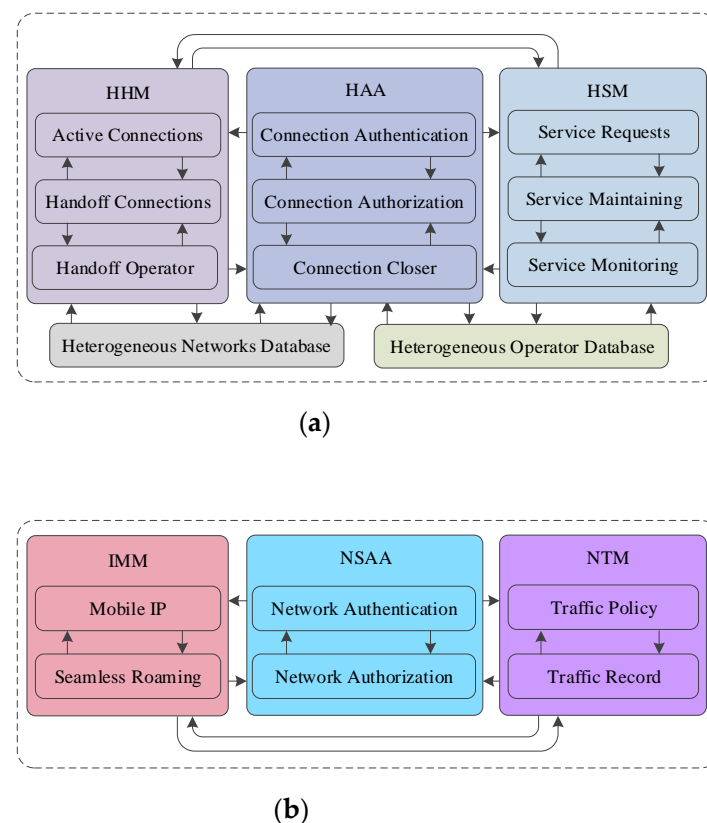 HHM
HAA
HSM
Active Connections
Connection Authentication
Service Requests
Handoff Connections
Connection Authorization
Service Maintaining
Handoff Operator
Connection Closer
Service Monitoring
Heterogeneous Networks Database
Heterogeneous Operator Database
(a)
IMM
NSAA
NTM
Mobile IP
Network Authentication
Traffic Policy
Seamless Roaming
Network Authorization
Traffic Record
(b)